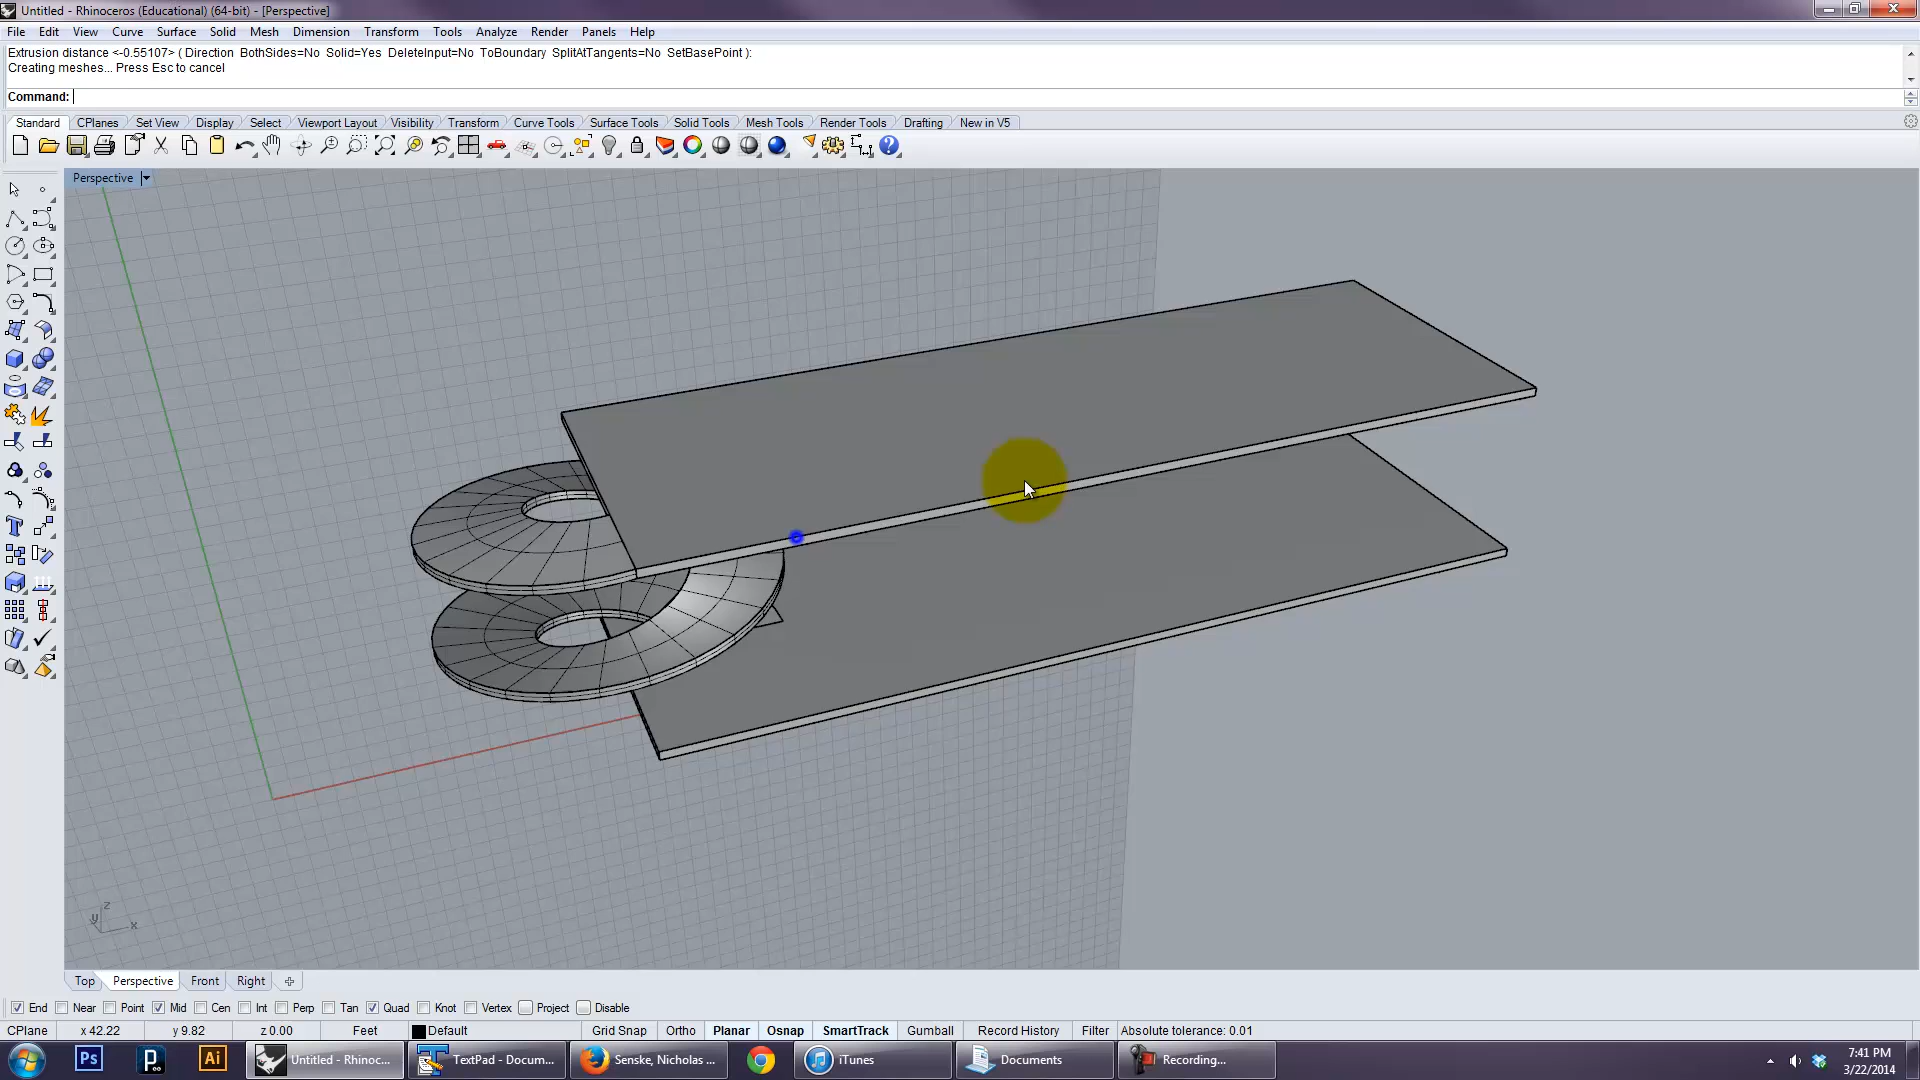 Untitled - Rhinoceros (Educational) (64-bit) - [Perspective]
File Edit View Curve Surface Solid Mesh Dimension Transform Tools Analyze Render Panels Help
Extrusion distance <-0.55107> ( Direction BothSides=No Solid=Yes DeleteInput=No ToBoundary SplitAtTangents=No SetBasePoint ):
Creating meshes... Press Esc to cancel
Command:
Standard CPlanes Set View Display Select Viewport Layout Visibility Transform Curve Tools Surface Tools Solid Tools Mesh Tools Render Tools Drafting New in V5
Perspective
z
y
x
Top Perspective Front Right
End Near Point Mid Cen Int Perp Tan Quad Knot Vertex Project Disable
CPlane x 42.22 y 9.82 z 0.00 Feet Default Grid Snap Ortho Planar Osnap SmartTrack Gumball Record History Filter Absolute tolerance: 0.01
Ps p Ai Untitled - Rhinoc... TextPad - Docum... Senske, Nicholas ... iTunes Documents Recording...
7:41 PM
3/22/2014